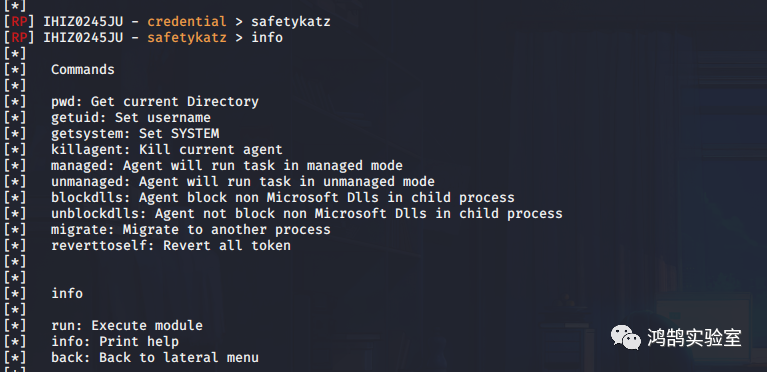 [*]
[RP] IHIZ0245JU - credential > safetykatz
[RP] IHIZ0245JU - safetykatz > info
[*]
[*] Commands
[*]
[*] pwd: Get current Directory
[*] getuid: Set username
[*] getsystem: Set SYSTEM
[*] killagent: Kill current agent
[*] managed: Agent will run task in managed mode
[*] unmanaged: Agent will run task in unmanaged mode
[*] blockdlls: Agent block non Microsoft Dlls in child process
[*] unblockdlls: Agent not block non Microsoft Dlls in child process
[*] migrate: Migrate to another process
[*] reverttoself: Revert all token
[*]
[*]
[*] info
[*]
[*] run: Execute module
[*] info: Print help
[*] back: Back to lateral menu
[*]
鸿鹄实验室